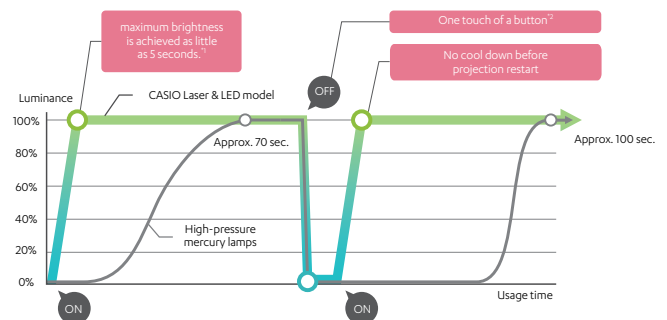 maximum brightness
is achieved as little
as 5 seconds.*1
One touch of a button*2
No cool down before
projection restart
OFF
Luminance
CASIO Laser & LED model
100%
80%
60%
40%
20%
0%
Approx. 70 sec.
Approx. 100 sec.
High-pressure
mercury lamps
Usage time
ON
ON